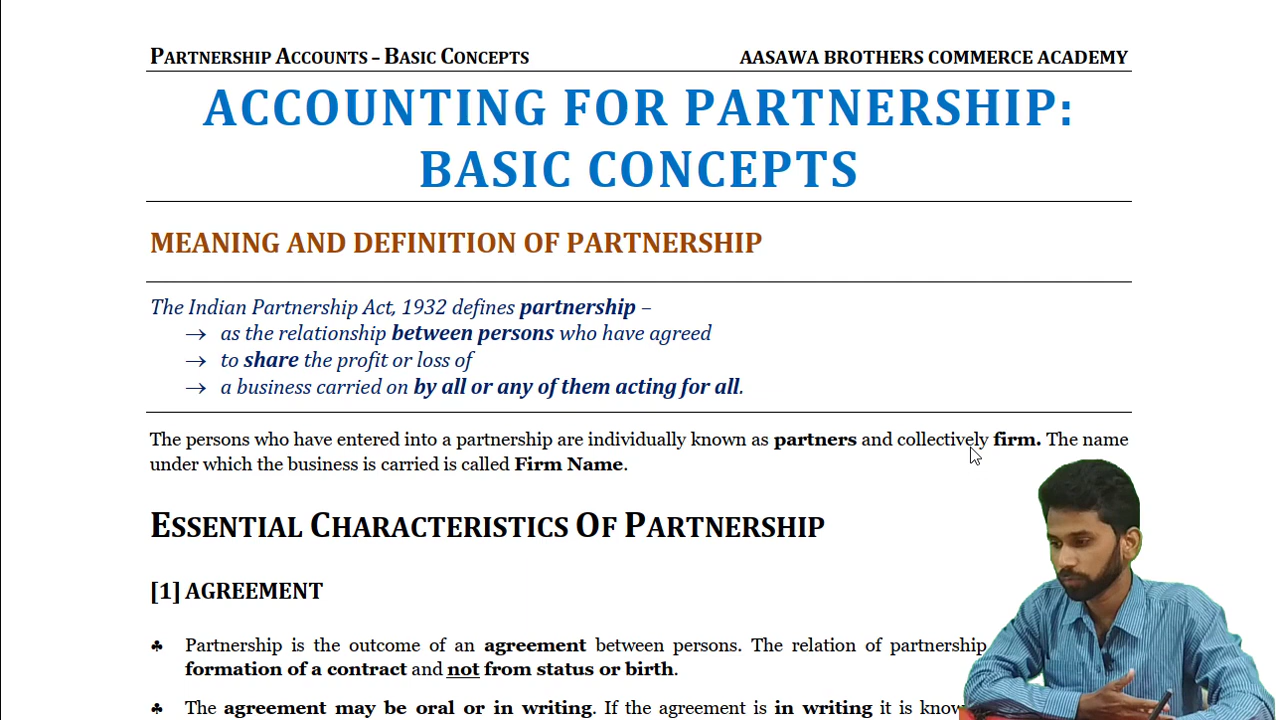 PARTNERSHIP ACCOUNTS – BASIC CONCEPTS AASAWA BROTHERS COMMERCE ACADEMY
ACCOUNTING FOR PARTNERSHIP:
BASIC CONCEPTS
MEANING AND DEFINITION OF PARTNERSHIP
The Indian Partnership Act, 1932 defines partnership –
→ as the relationship between persons who have agreed
→ to share the profit or loss of
→ a business carried on by all or any of them acting for all.
The persons who have entered into a partnership are individually known as partners and collectively firm. The name
under which the business is carried is called Firm Name.
ESSENTIAL CHARACTERISTICS OF PARTNERSHIP
[1] AGREEMENT
♣ Partnership is the outcome of an agreement between persons. The relation of partnership
formation of a contract and not from status or birth.
♣ The agreement may be oral or in writing. If the agreement is in writing it is